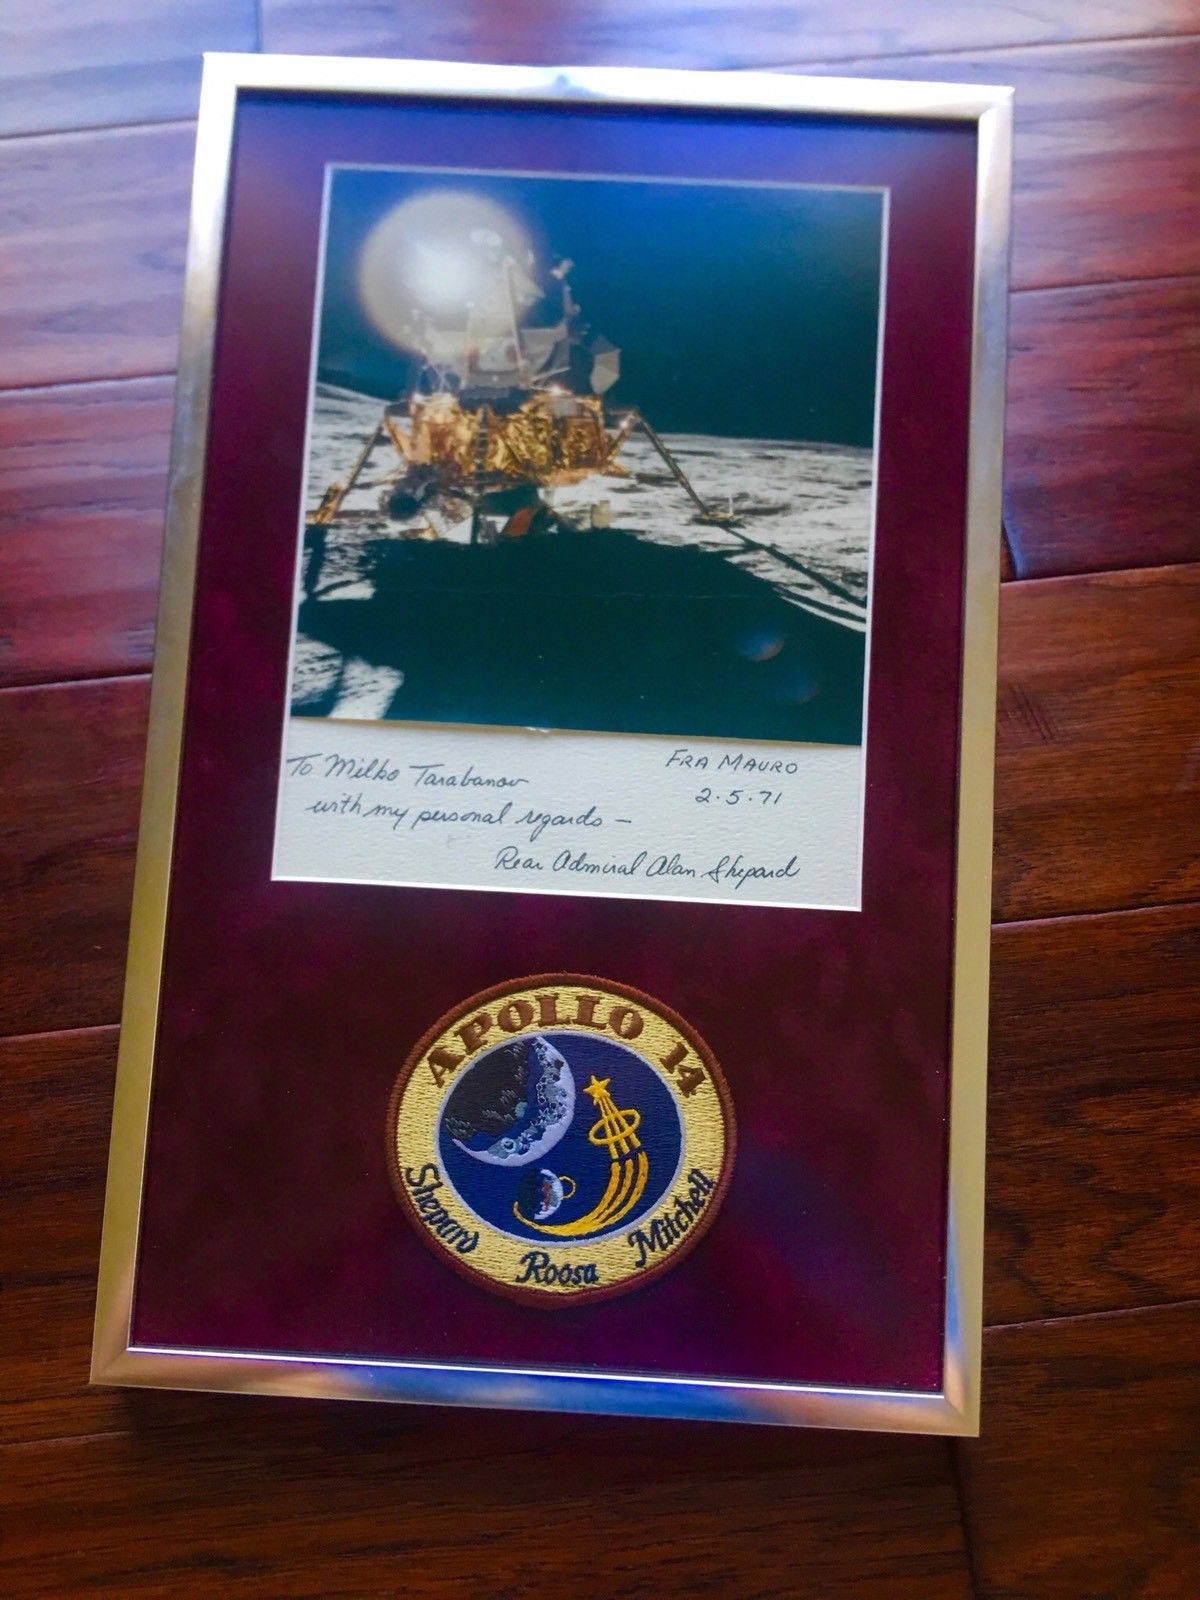 To Milko Tarabanov
with my personal regards –
FRA MAURO
2·5·71
Rear Admiral Alan Shepard
APOLLO 14
Shepard
Roosa
Mitchell